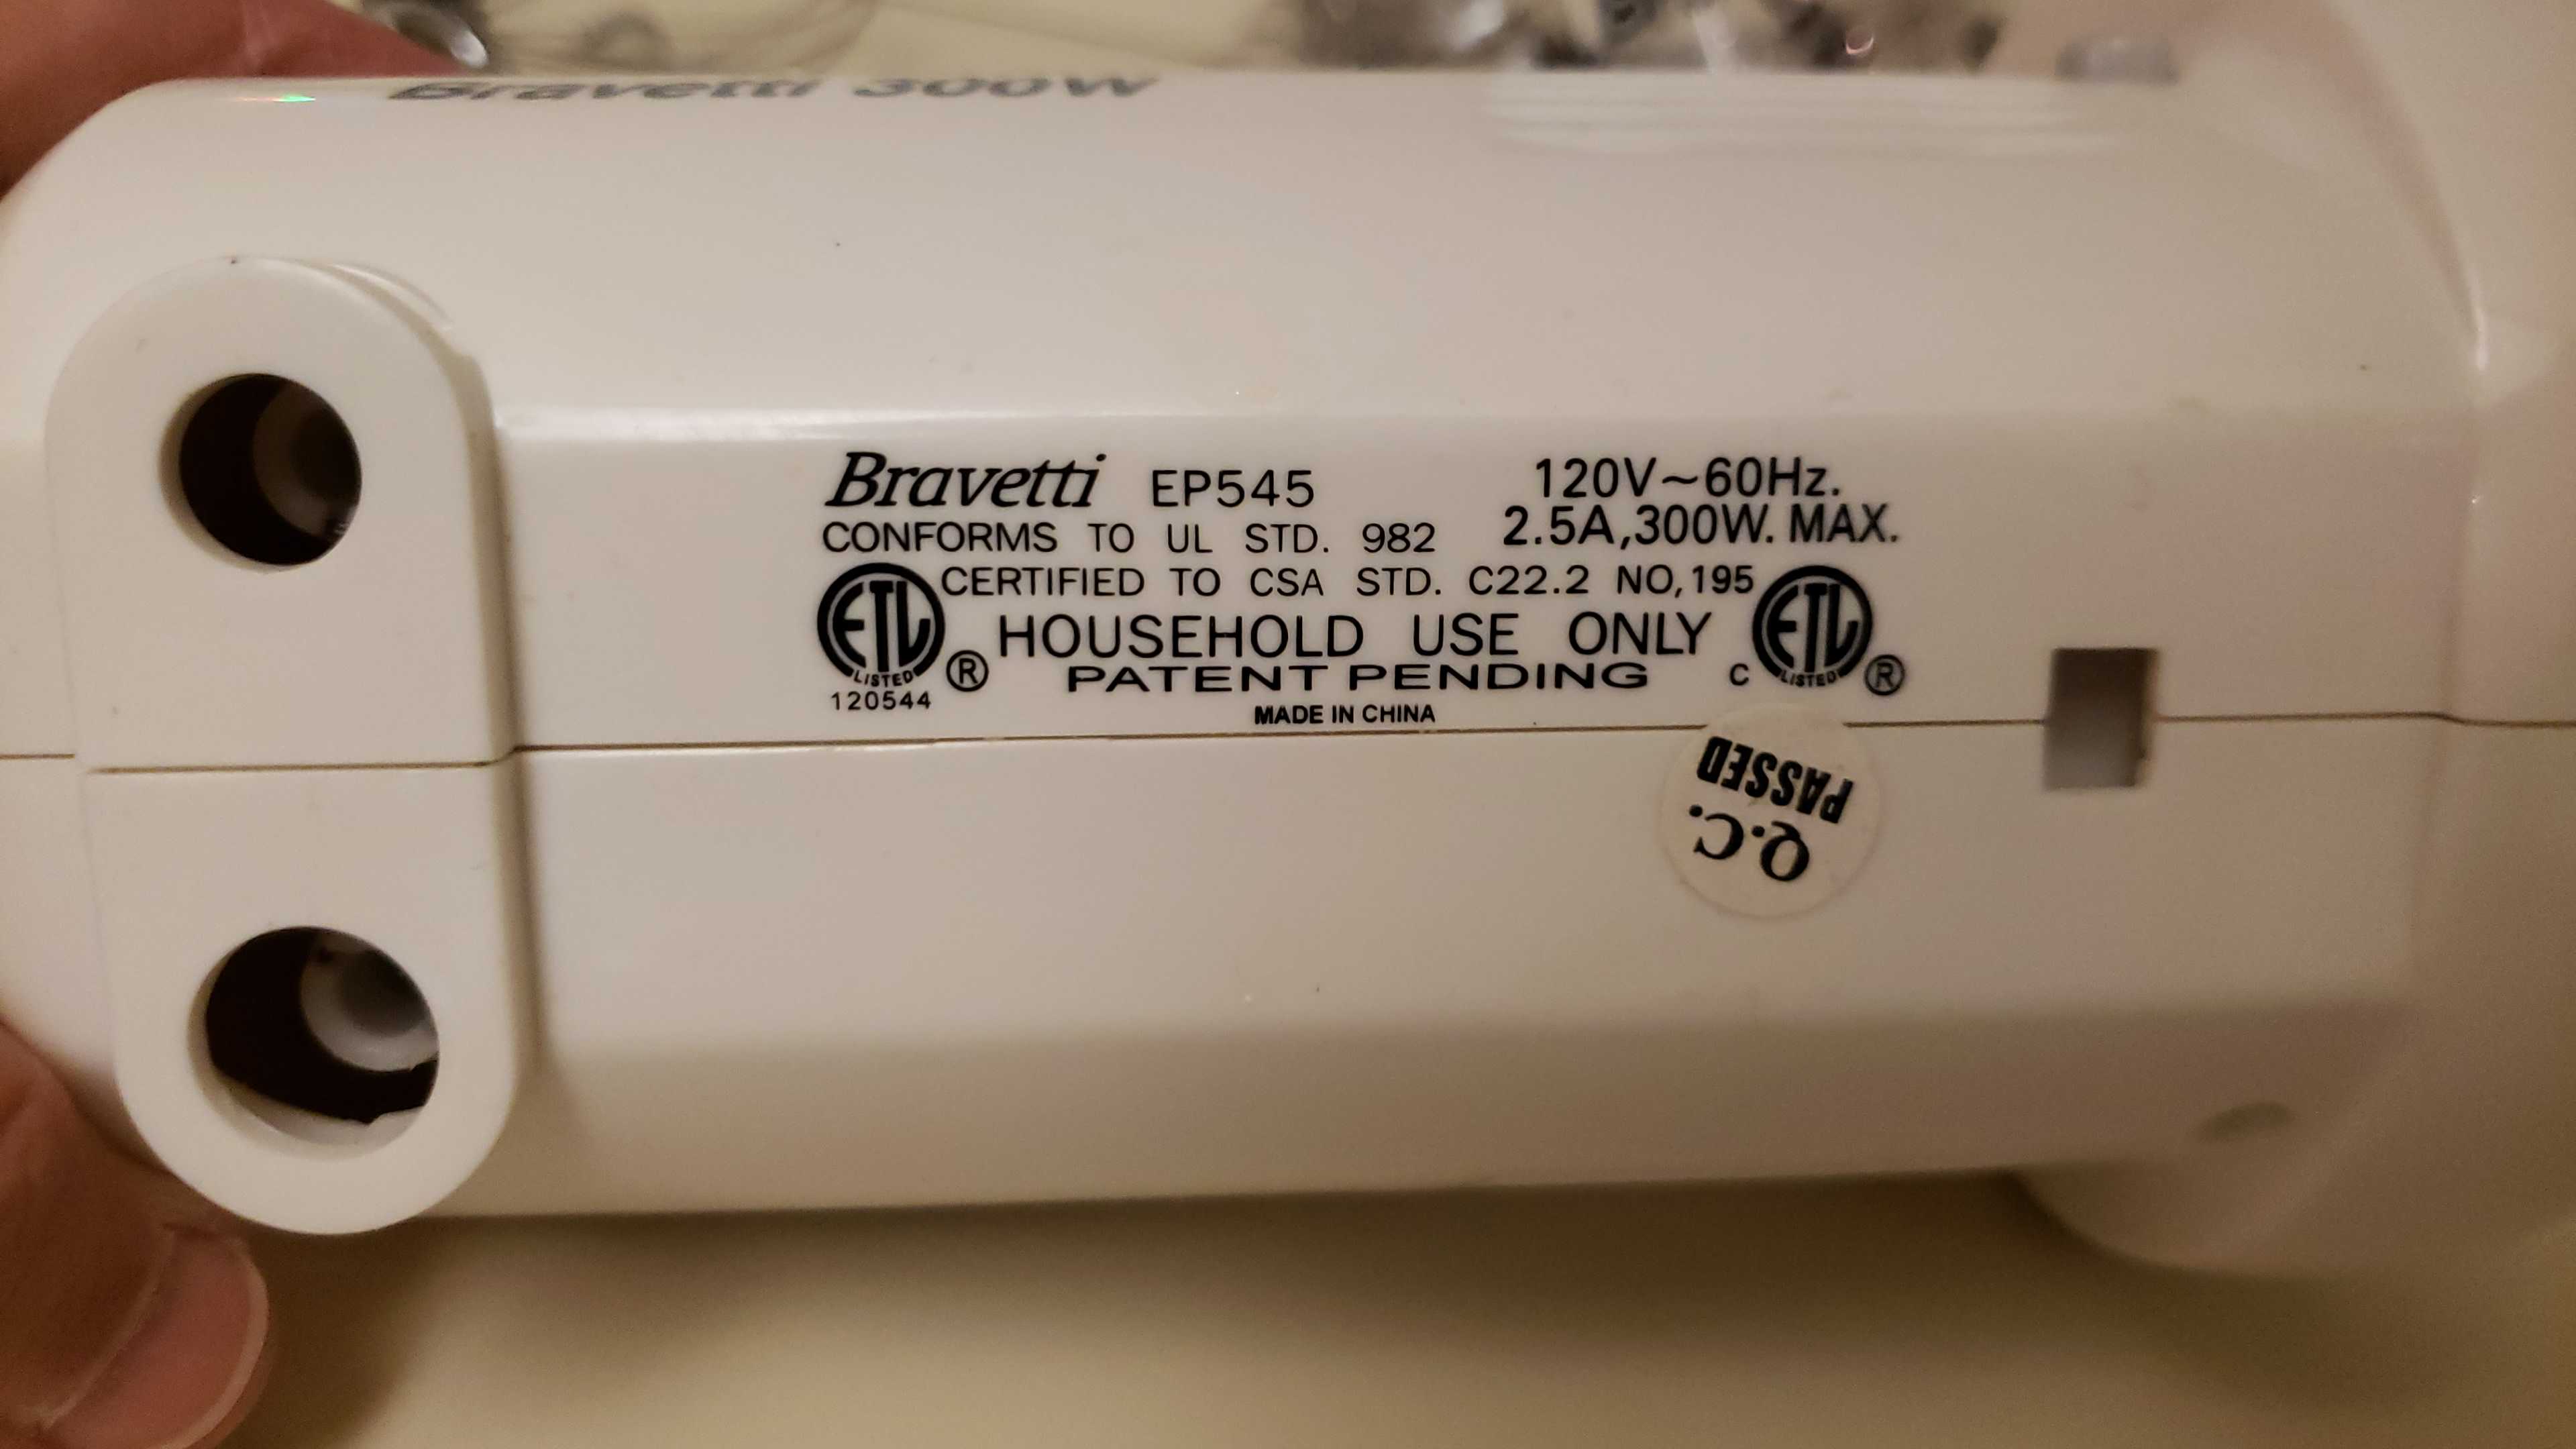 Bravetti 300W
Bravetti EP545
120V~60Hz.
CONFORMS TO UL STD. 982
2.5A,300W. MAX.
CERTIFIED TO CSA STD. C22.2 NO,195
ETL LISTED ®
HOUSEHOLD USE ONLY
C ETL LISTED ®
PATENT PENDING
120544
MADE IN CHINA
Q.C.
PASSED